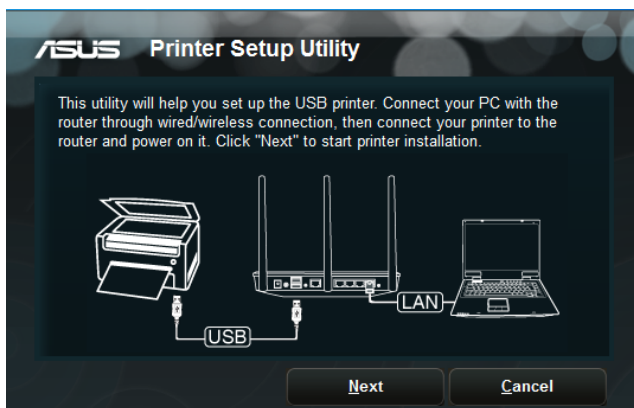 ASUS Printer Setup Utility
This utility will help you set up the USB printer. Connect your PC with the
router through wired/wireless connection, then connect your printer to the
router and power on it. Click "Next" to start printer installation.
LAN
USB
Next Cancel